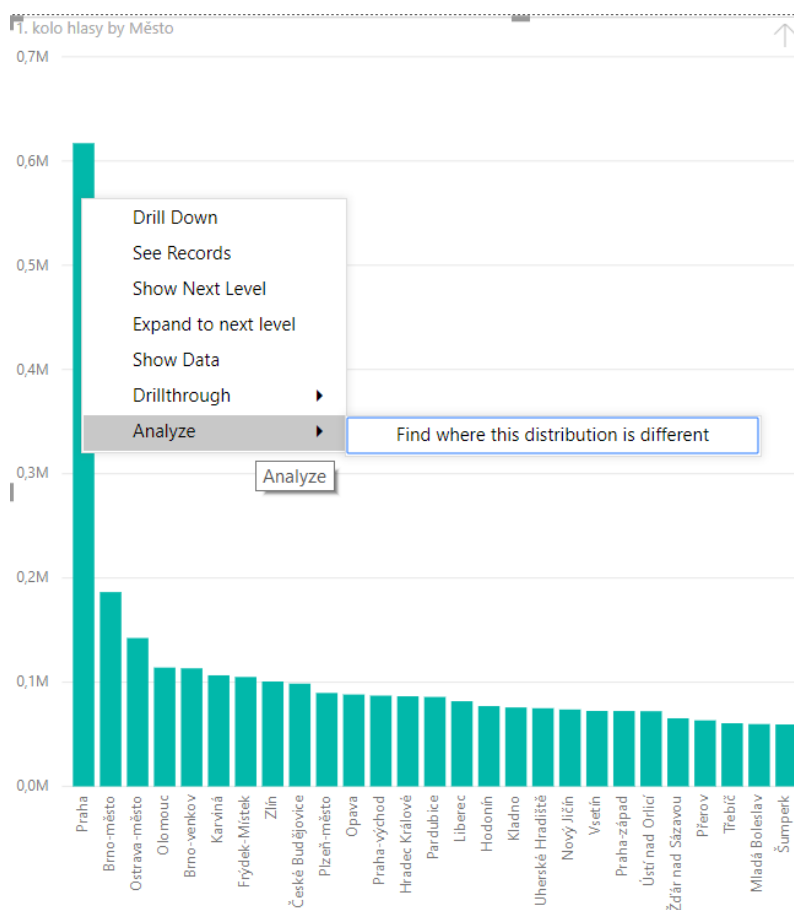 1. kolo hlasy by Město
0,7M
0,6M
Drill Down
See Records
0,5M
Show Next Level
Expand to next level
Show Data
0,4M
Drillthrough
Analyze
Find where this distribution is different
0,3M
Analyze
0,2M
0,1M
0,0M
Praha
Brno-město
Ostrava-město
Olomouc
Brno-venkov
Karviná
Frýdek-Místek
Zlín
České Budějovice
Plzeň-město
Opava
Praha-východ
Hradec Králové
Pardubice
Liberec
Hodonín
Kladno
Uherské Hradiště
Nový Jičín
Vsetín
Praha-západ
Ústí nad Orlicí
Žďár nad Sázavou
Přerov
Třebíč
Mladá Boleslav
Šumperk